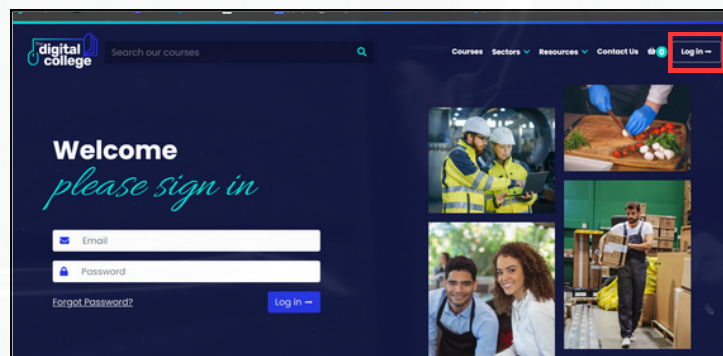 the digital college
Search our courses
Courses Sectors Resources Contact Us 0 Log in
Welcome
please sign in
Email
Password
Forgot Password?
Log in